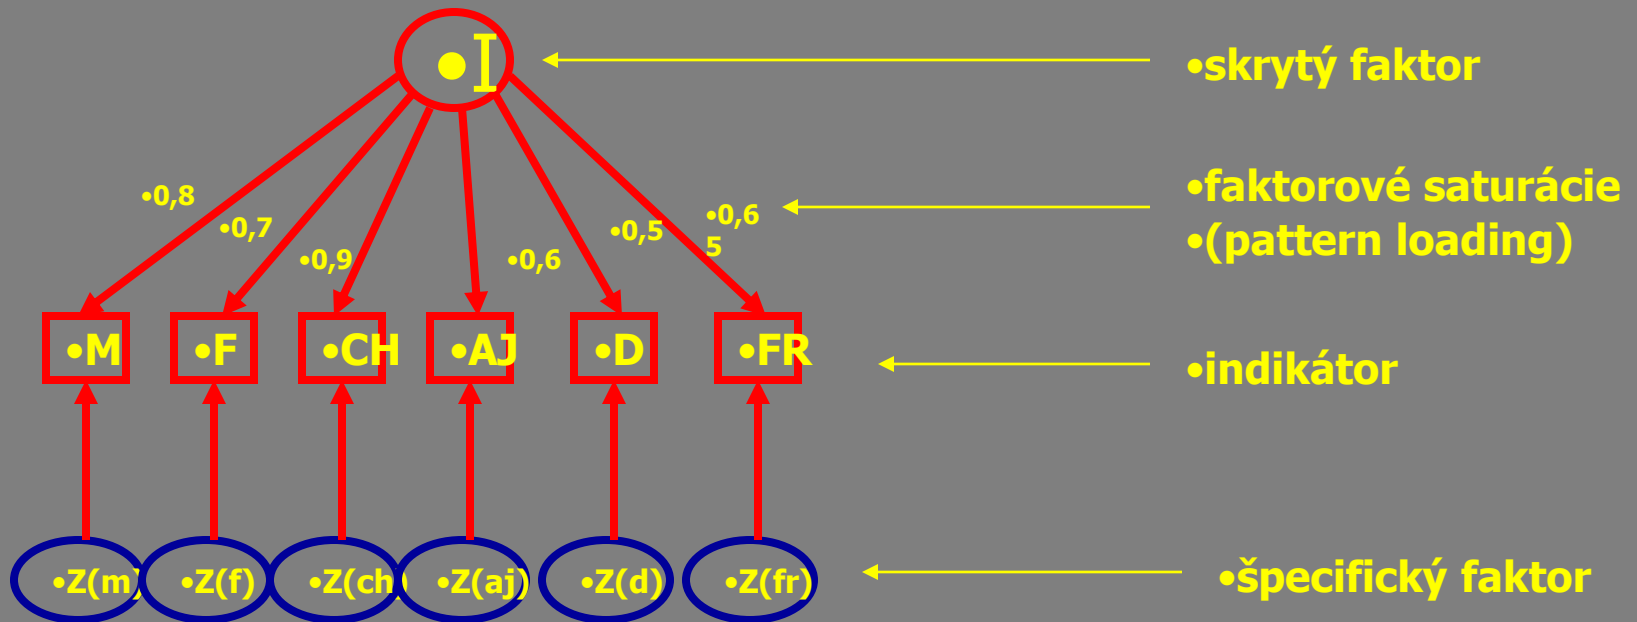 •I
•skrytý faktor
•0,8
•0,7
•0,9
•0,6
•0,5
•0,6
5
•faktorové saturácie
•(pattern loading)
•M
•F
•CH
•AJ
•D
•FR
•indikátor
•Z(m)
•Z(f)
•Z(ch)
•Z(aj)
•Z(d)
•Z(fr)
•špecifický faktor